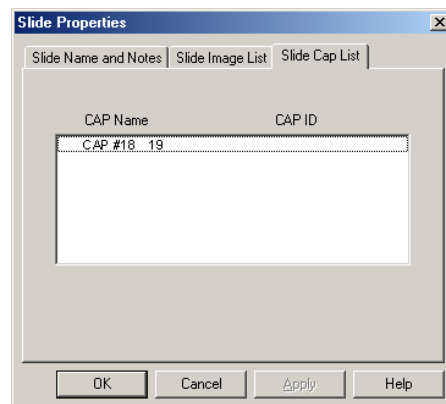 Slide Properties
Slide Name and Notes Slide Image List Slide Cap List
CAP Name CAP ID
CAP #18 19
OK Cancel Apply Help